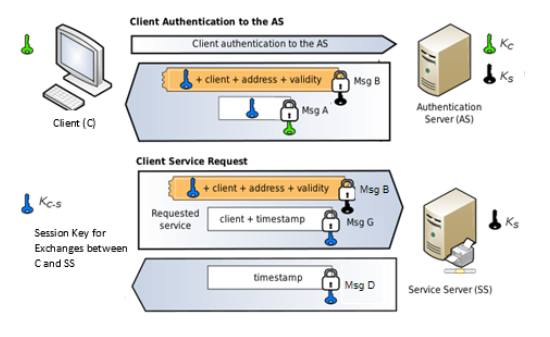 Client Authentication to the AS
Client authentication to the AS
K_C
K_S
+ client + address + validity
Msg B
Msg A
Client (C)
Authentication
Server (AS)
Client Service Request
+ client + address + validity
Msg B
K_C-S
Requested
service
client + timestamp
Msg G
K_S
Session Key for
Exchanges between
C and SS
timestamp
Msg D
Service Server (SS)